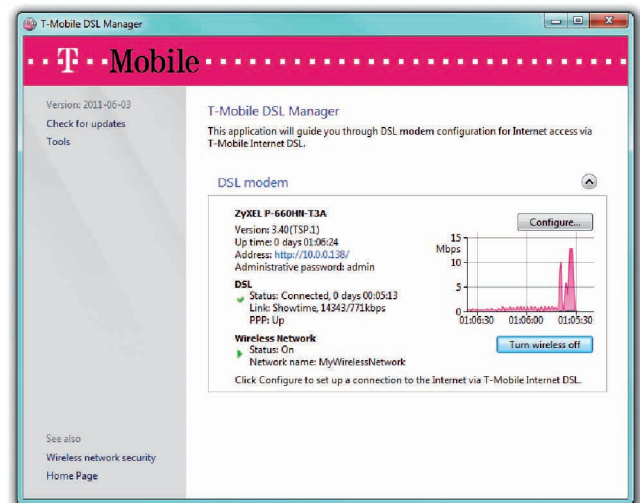 T-Mobile DSL Manager
T Mobile
Version: 2011-06-03
Check for updates
Tools
T-Mobile DSL Manager
This application will guide you through DSL modem configuration for Internet access via
T-Mobile Internet DSL.
DSL modem
ZyXEL P-660HN-T3A
Version: 3.40(TSP.1)
Up time: 0 days 01:06:24
Address: http://10.0.0.138/
Administrative password: admin
DSL
Status: Connected, 0 days 00:05:13
Link: Showtime, 14343/771kbps
PPP: Up
Wireless Network
Status: On
Network name: MyWirelessNetwork
Configure...
15
Mbps
10
5
0
01:06:30 01:06:00 01:05:30
Turn wireless off
Click Configure to set up a connection to the Internet via T-Mobile Internet DSL.
See also
Wireless network security
Home Page